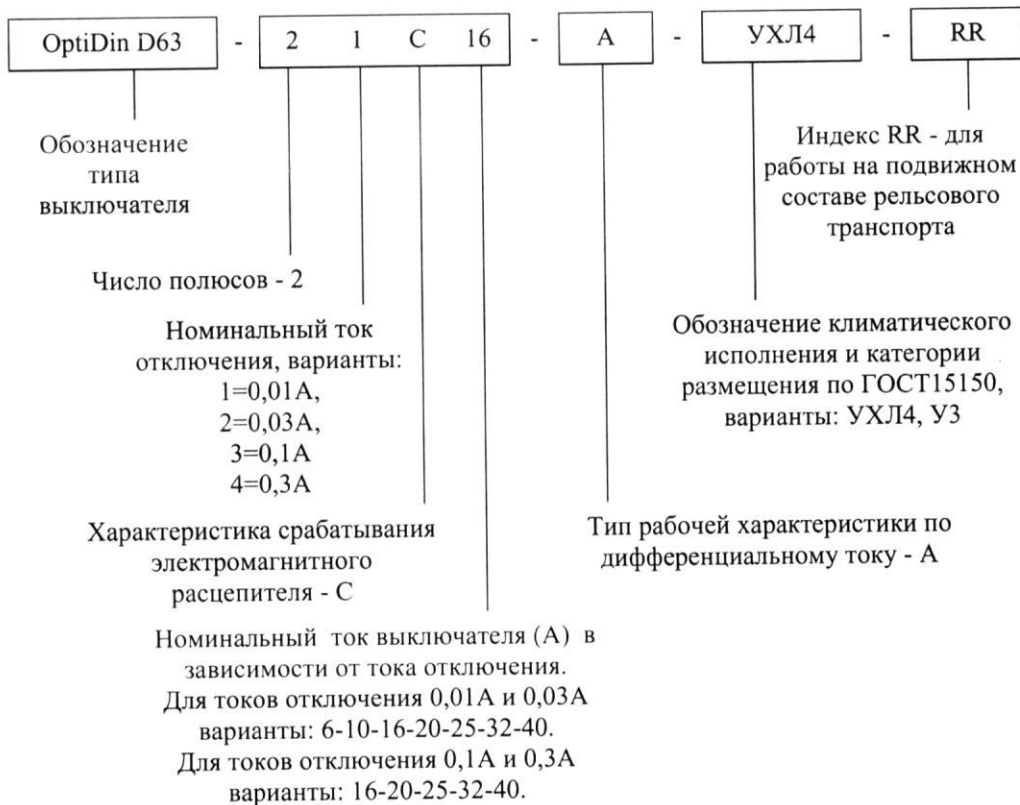 OptiDin D63 - 2 1 С 16 - А - УХЛ4 - RR
Обозначение
типа
выключателя
Индекс RR - для
работы на подвижном
составе рельсового
транспорта
Число полюсов - 2
Номинальный ток
отключения, варианты:
1=0,01А,
2=0,03А,
3=0,1А
4=0,3А
Обозначение климатического
исполнения и категории
размещения по ГОСТ15150,
варианты: УХЛ4, У3
Характеристика срабатывания
электромагнитного
расцепителя - С
Тип рабочей характеристики по
дифференциальному току - А
Номинальный ток выключателя (А) в
зависимости от тока отключения.
Для токов отключения 0,01А и 0,03А
варианты: 6-10-16-20-25-32-40.
Для токов отключения 0,1А и 0,3А
варианты: 16-20-25-32-40.